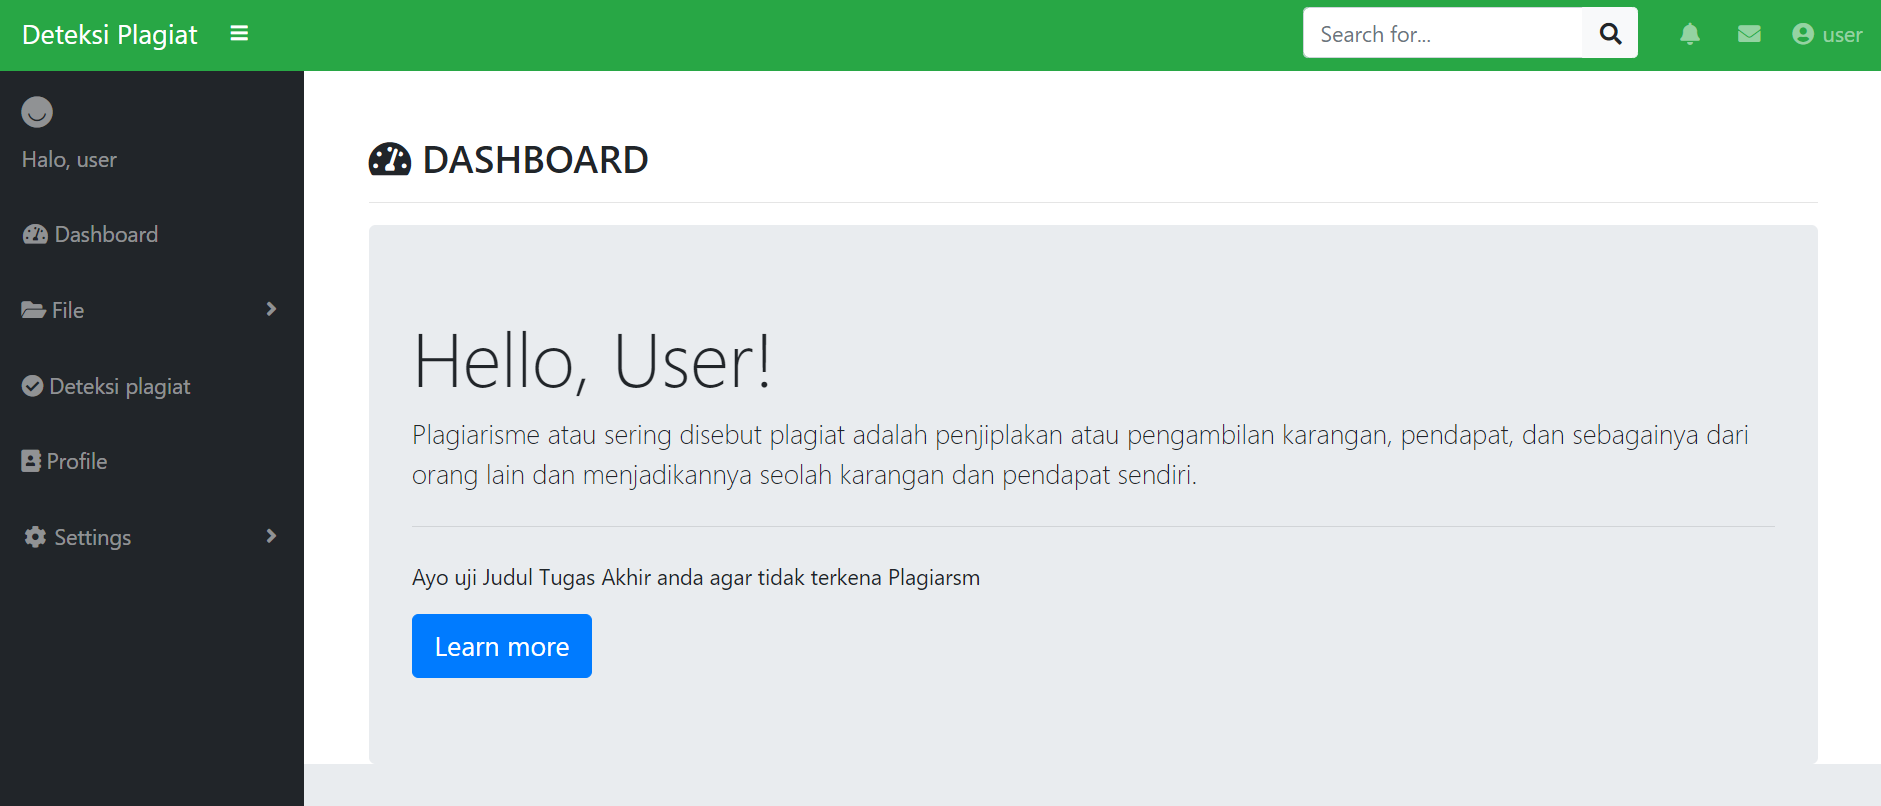 Deteksi Plagiat
Search for...
user
Halo, user
Dashboard
File
Deteksi plagiat
Profile
Settings
DASHBOARD
Hello, User!
Plagiarisme atau sering disebut plagiat adalah penjiplakan atau pengambilan karangan, pendapat, dan sebagainya dari
orang lain dan menjadikannya seolah karangan dan pendapat sendiri.
Ayo uji Judul Tugas Akhir anda agar tidak terkena Plagiarsm
Learn more